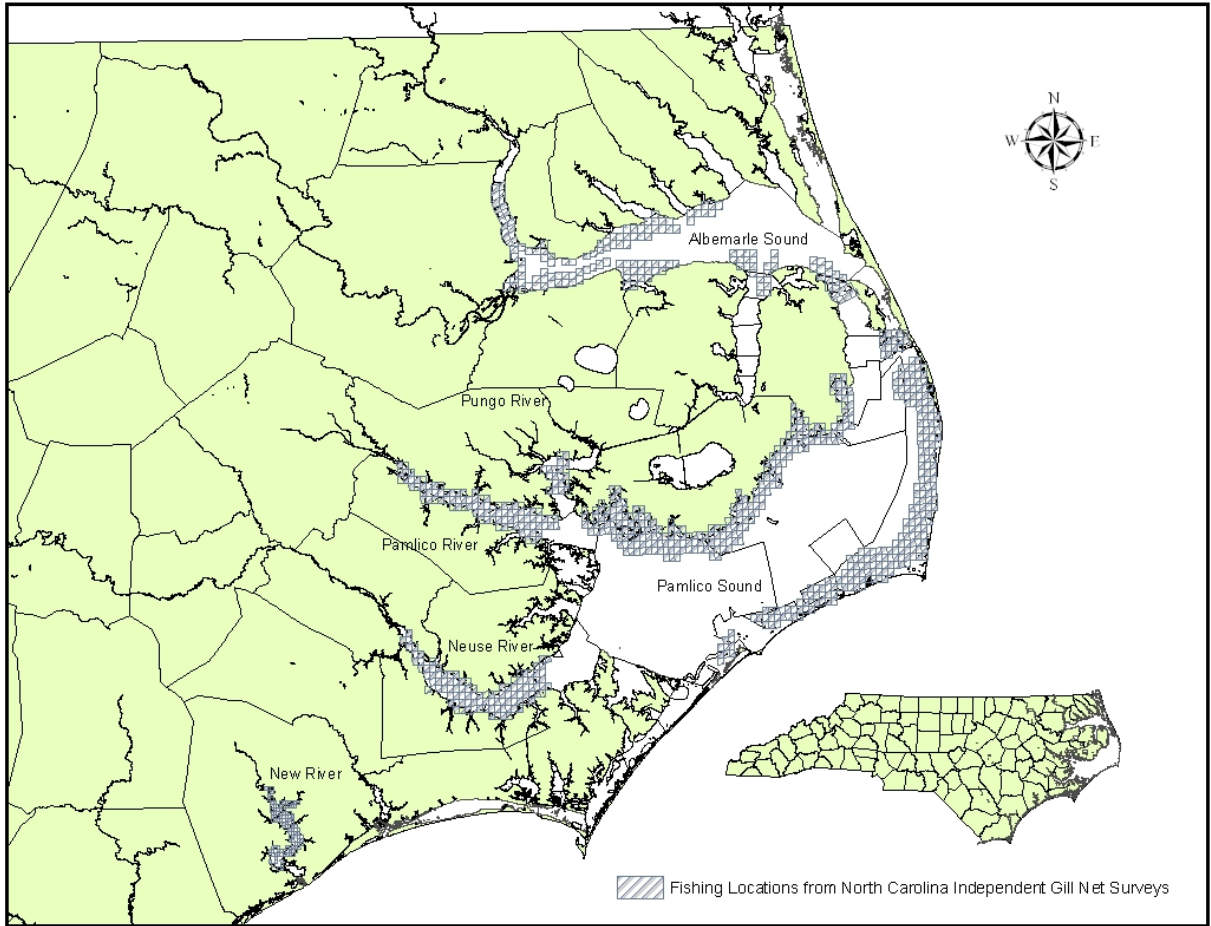 N
W E
S
Albemarle Sound
Pungo River
Pamlico River
Pamlico Sound
Neuse River
New River
Fishing Locations from North Carolina Independent Gill Net Surveys